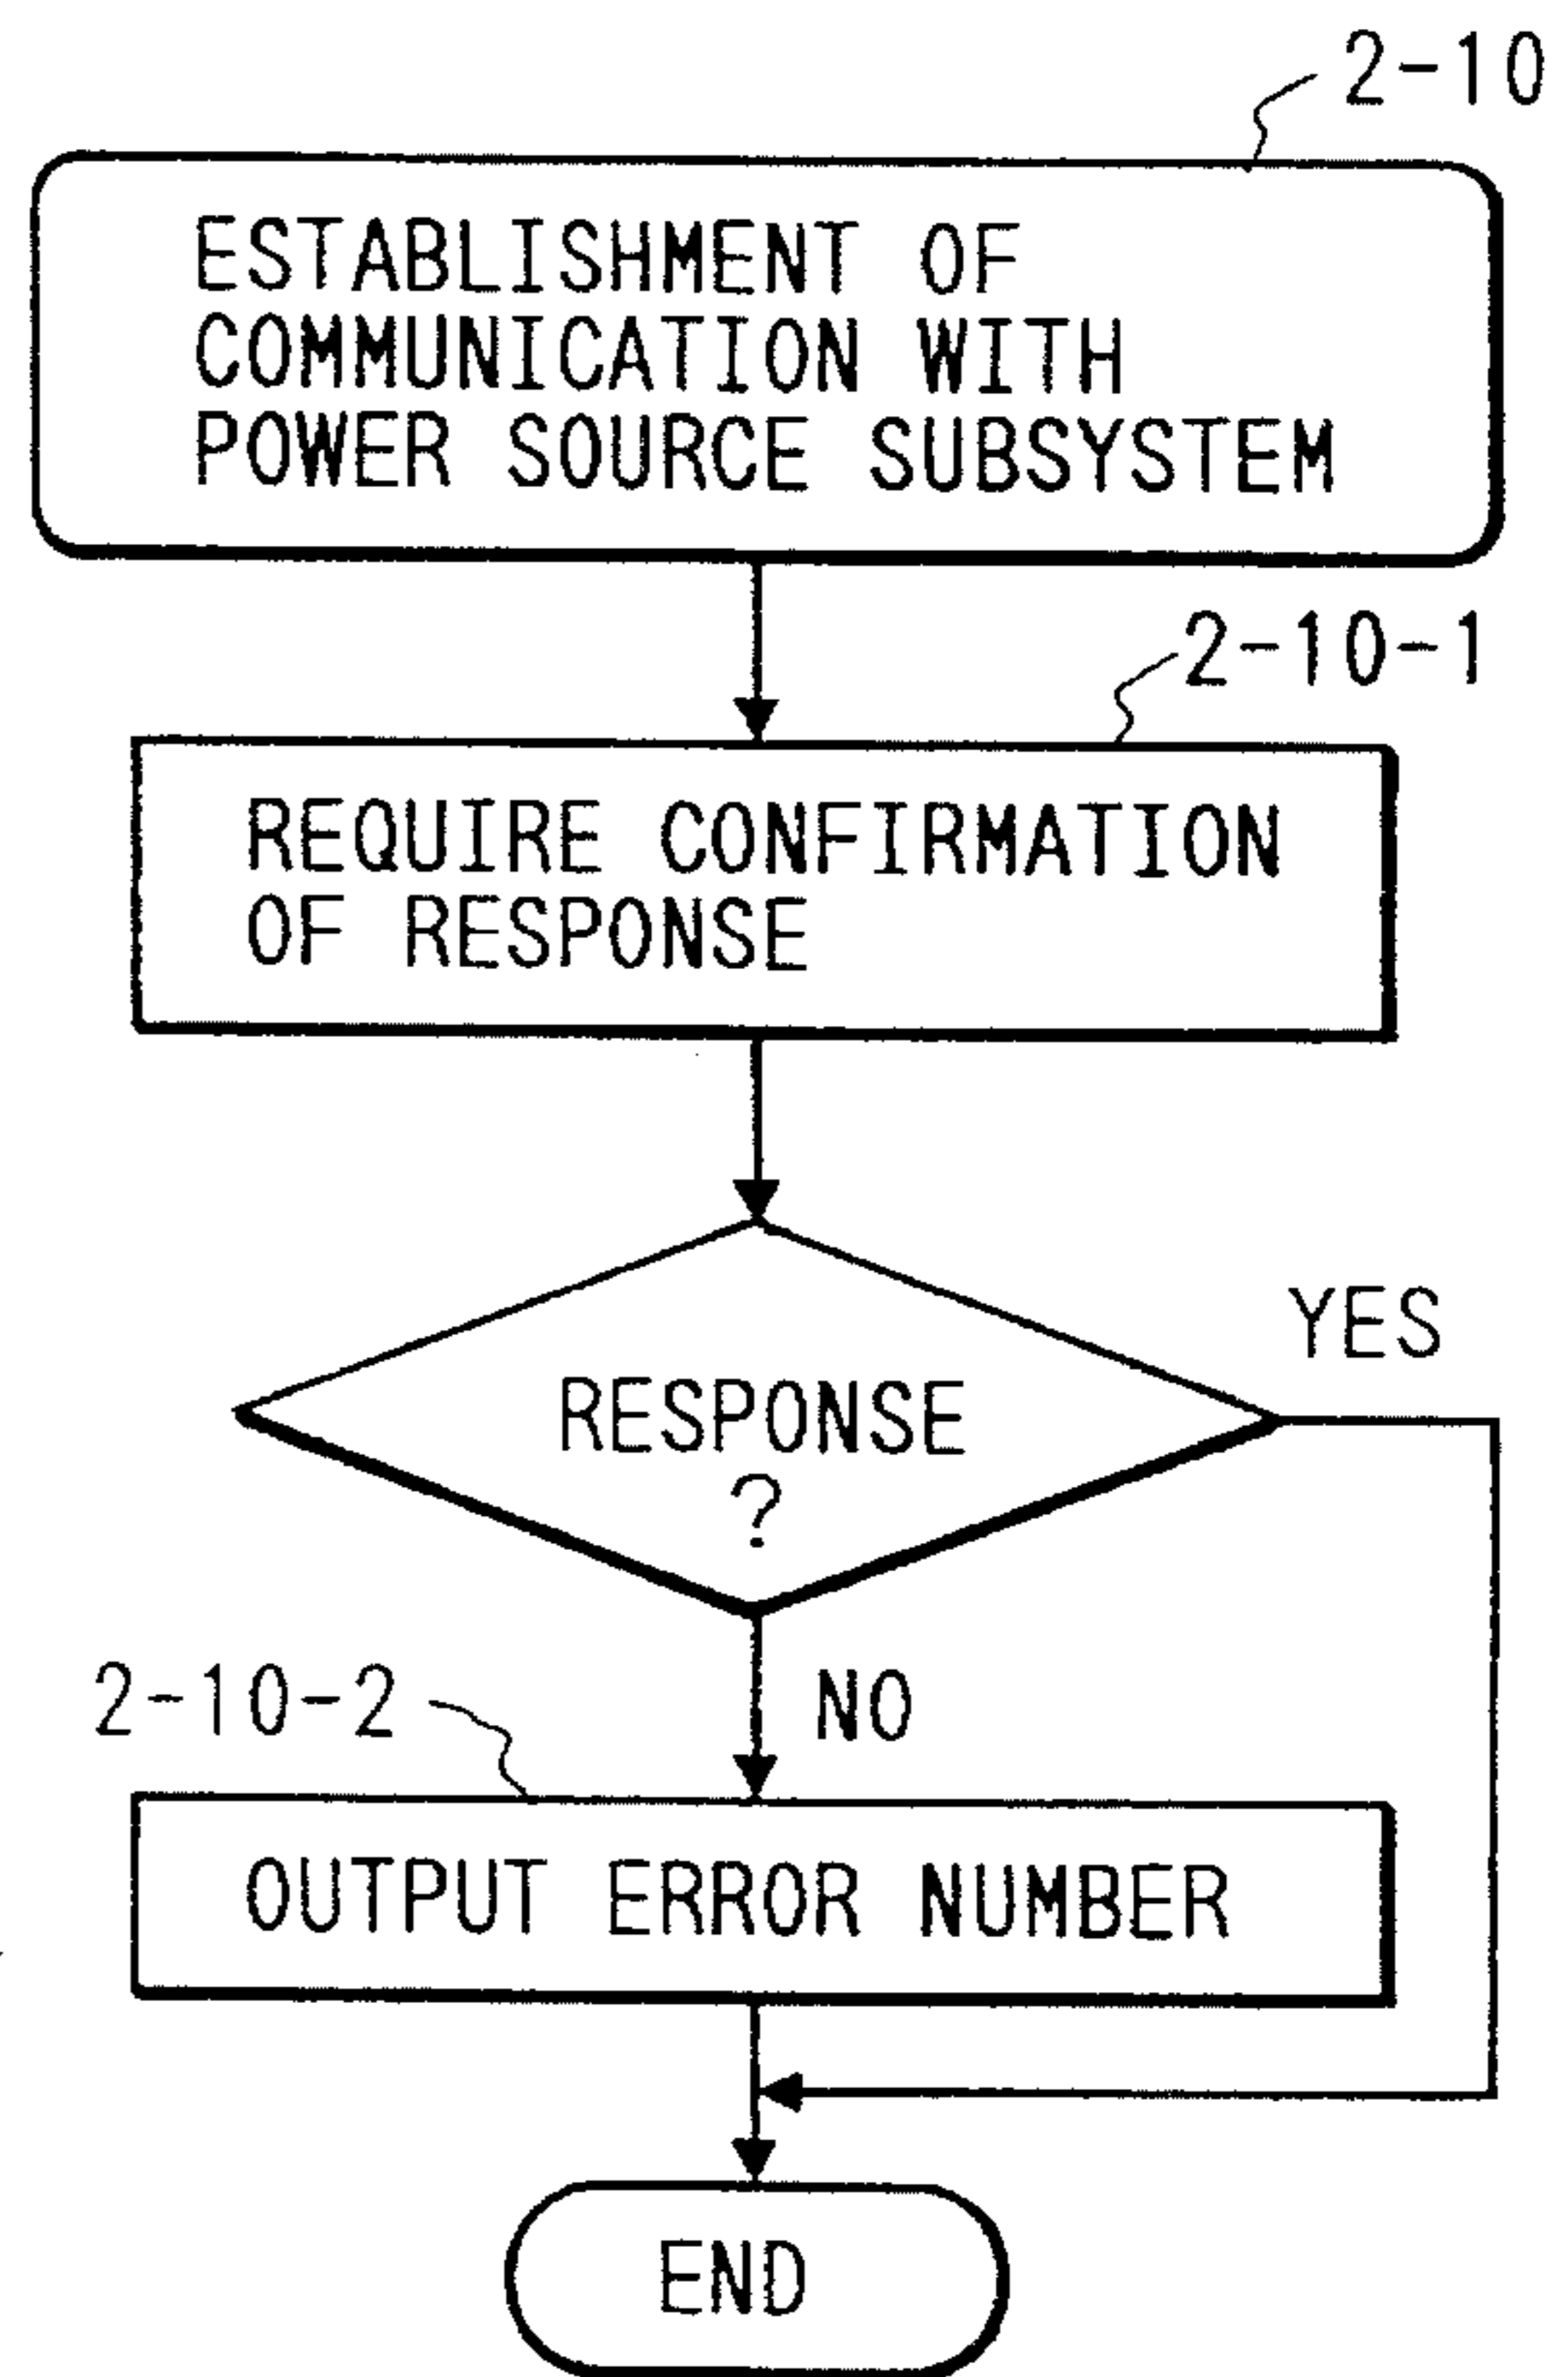 2-10
ESTABLISHMENT OF
COMMUNICATION WITH
POWER SOURCE SUBSYSTEM
2-10-1
REQUIRE CONFIRMATION
OF RESPONSE
YES
RESPONSE
?
2-10-2
NO
OUTPUT ERROR NUMBER
END